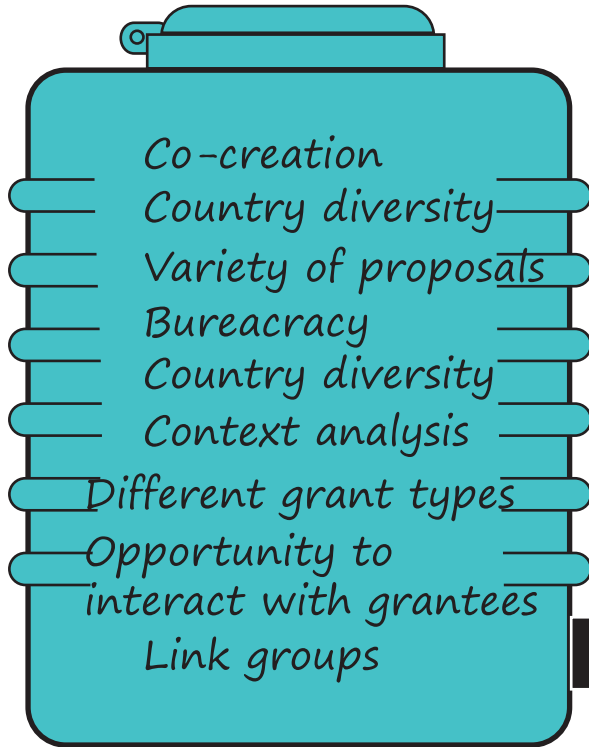 Co-creation
Country diversity
Variety of proposals
Bureacracy
Country diversity
Context analysis
Different grant types
Opportunity to
interact with grantees
Link groups